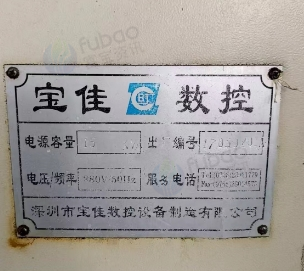 fubao
宝佳 数控
电源容量
出 编号
电压/频率 380V 50Hz 服务电话
深圳市宝佳数控设备制造有限公司